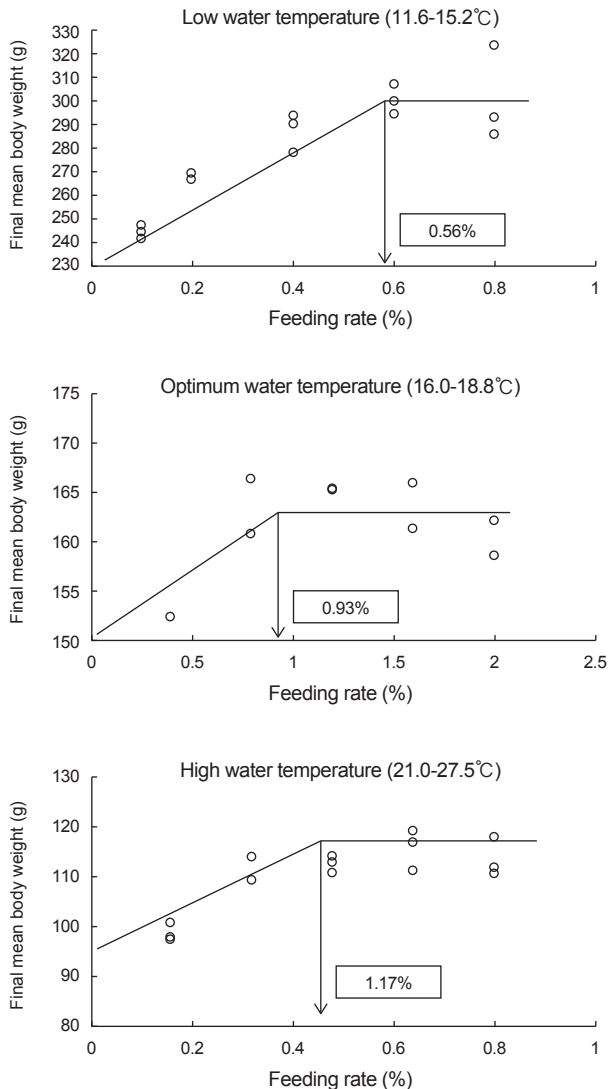 Low water temperature (11.6-15.2℃)
Final mean body weight (g)
330
320
310
300
290
280
270
260
250
240
230
0.56%
0 0.2 0.4 0.6 0.8 1
Feeding rate (%)
Optimum water temperature (16.0-18.8℃)
Final mean body weight (g)
175
170
165
160
155
150
0.93%
0 0.5 1 1.5 2 2.5
Feeding rate (%)
High water temperature (21.0-27.5℃)
Final mean body weight (g)
130
120
110
100
90
80
1.17%
0 0.2 0.4 0.6 0.8 1
Feeding rate (%)